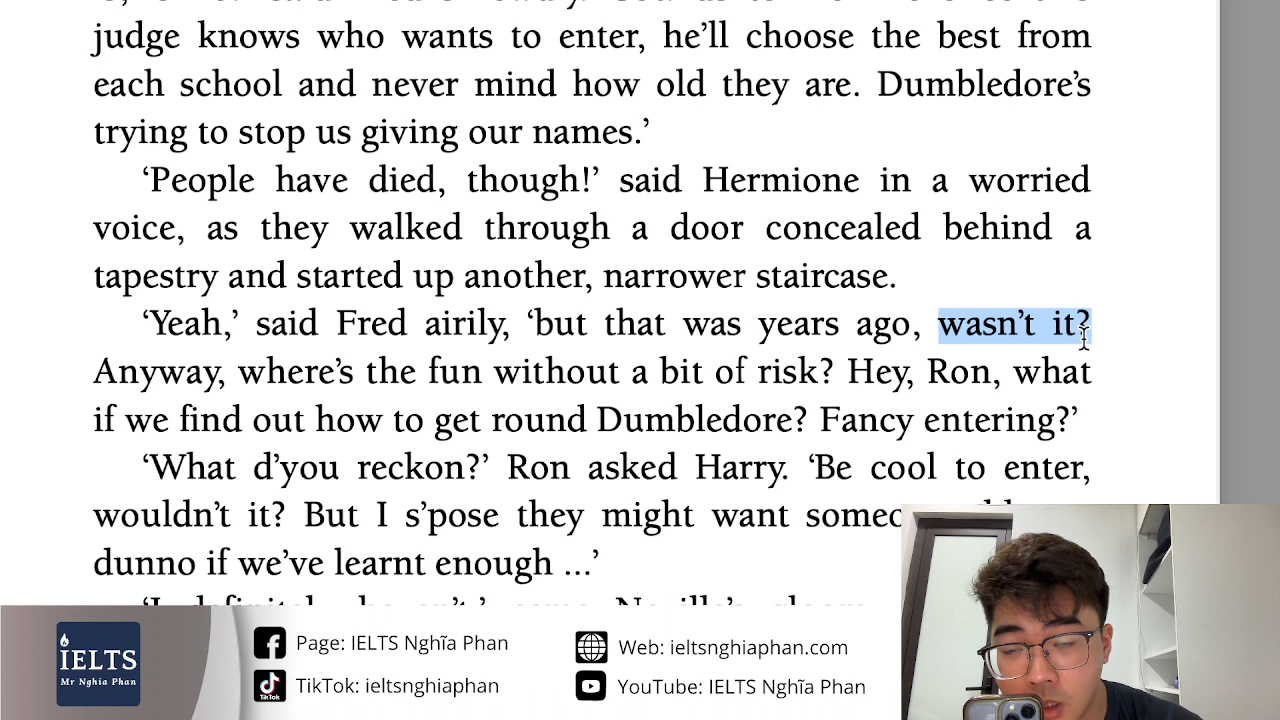 judge knows who wants to enter, he’ll choose the best from
each school and never mind how old they are. Dumbledore’s
trying to stop us giving our names.’
‘People have died, though!’ said Hermione in a worried
voice, as they walked through a door concealed behind a
tapestry and started up another, narrower staircase.
‘Yeah,’ said Fred airily, ‘but that was years ago, wasn’t it?
Anyway, where’s the fun without a bit of risk? Hey, Ron, what
if we find out how to get round Dumbledore? Fancy entering?’
‘What d’you reckon?’ Ron asked Harry. ‘Be cool to enter,
wouldn’t it? But I s’pose they might want
dunno if we’ve learnt enough ...’
IELTS
Mr Nghia Phan
Page: IELTS Nghĩa Phan
TikTok
TikTok: ieltsnghiaphan
Web: ieltsnghiaphan.com
YouTube: IELTS Nghĩa Phan